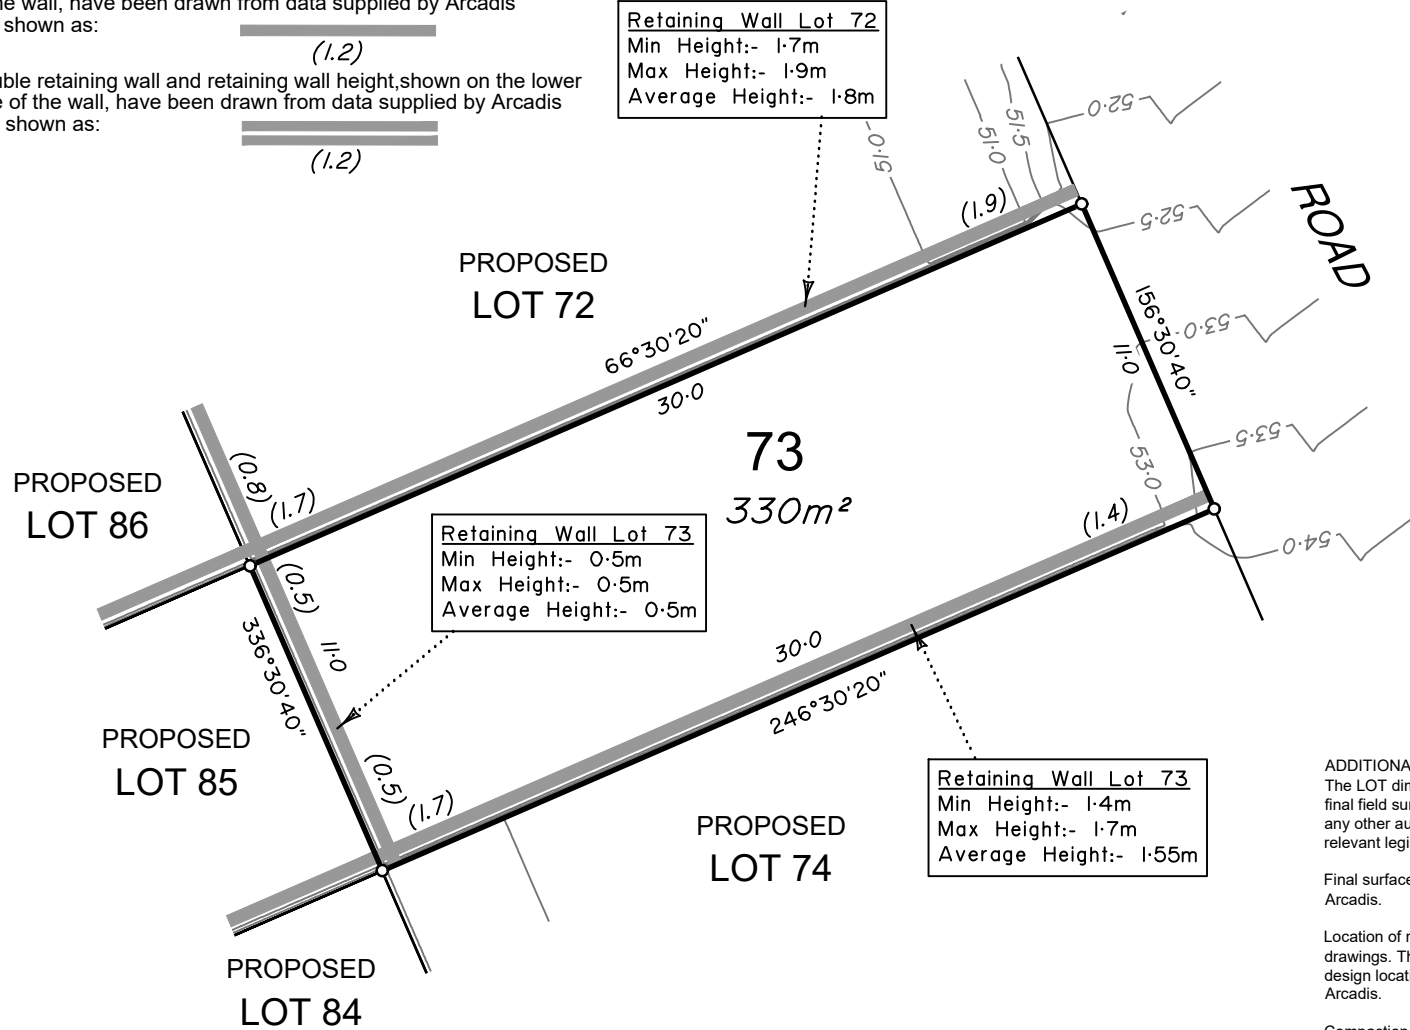 he wall, have been drawn from data supplied by Arcadis
shown as:
(1.2)
uble retaining wall and retaining wall height,shown on the lower
e of the wall, have been drawn from data supplied by Arcadis
shown as:
(1.2)
Retaining Wall Lot 72
Min Height:- 1·7m
Max Height:- 1·9m
Average Height:- 1·8m
51·0
51·0
51·5
52·0
(1.9)
52·5
ROAD
PROPOSED
LOT 72
66°30'20"
30·0
156°30'40"
11·0
53·0
53·0
53·5
54·0
73
330m²
(1.4)
PROPOSED
LOT 86
(0.8)
(1.7)
Retaining Wall Lot 73
Min Height:- 0·5m
Max Height:- 0·5m
Average Height:- 0·5m
(0.5)
11·0
336°30'40"
(0.5)
(1.7)
30·0
246°30'20"
PROPOSED
LOT 85
PROPOSED
LOT 74
Retaining Wall Lot 73
Min Height:- 1·4m
Max Height:- 1·7m
Average Height:- 1·55m
PROPOSED
LOT 84
ADDITIONA
The LOT dim
final field sur
any other au
relevant legi
Final surface
Arcadis.
Location of r
drawings. Th
design locati
Arcadis.